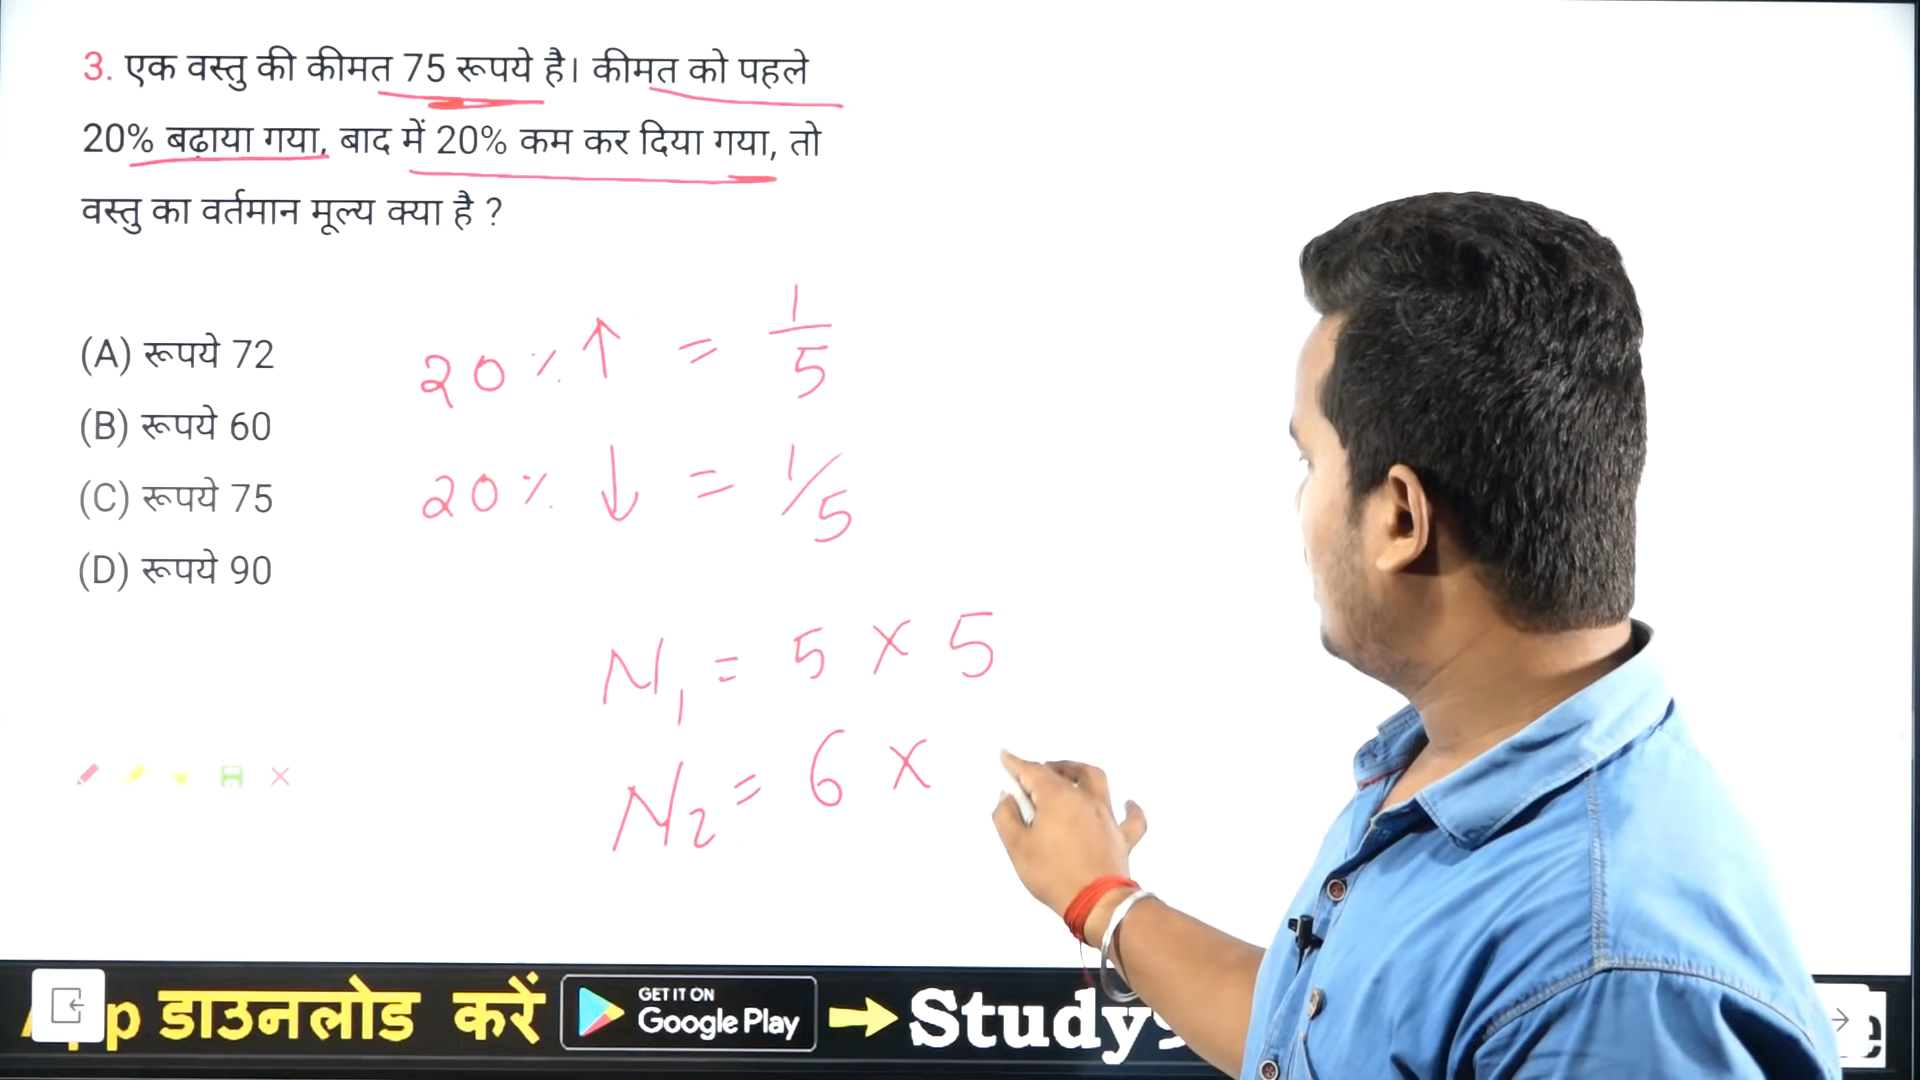 3. एक वस्तु की कीमत 75 रूपये है। कीमत को पहले
20% बढ़ाया गया, बाद में 20% कम कर दिया गया, तो
वस्तु का वर्तमान मूल्य क्या है ?
(A) रूपये 72
(B) रूपये 60
(C) रूपये 75
(D) रूपये 90
20% ↑ = 1/5
20% ↓ = 1/5
N₁ = 5 × 5
N₂ = 6 ×
App डाउनलोड करें GET IT ON Google Play → Study